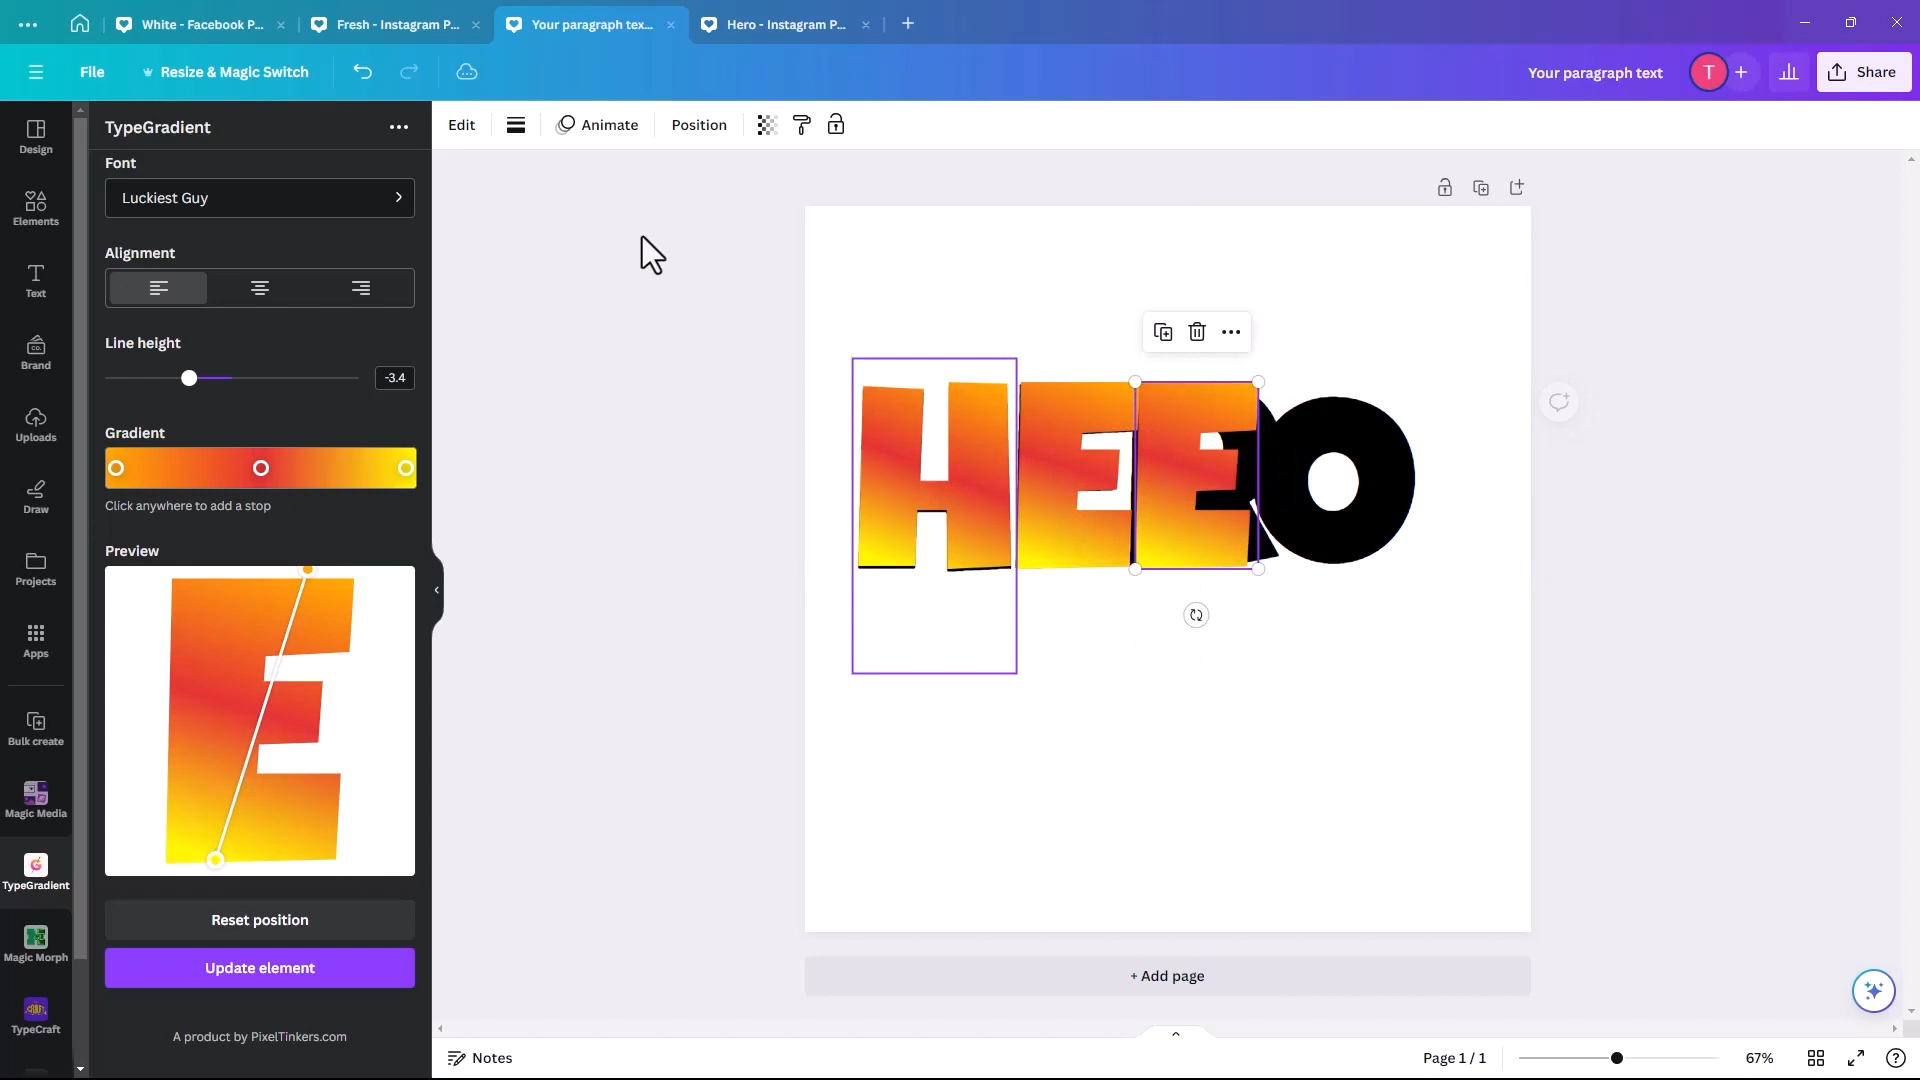 White - Facebook P...
Fresh - Instagram P...
Your paragraph tex...
Hero - Instagram P...
File
Resize & Magic Switch
Your paragraph text
T
Share
Design
Elements
Text
Brand
Uploads
Draw
Projects
Apps
Bulk create
Magic Media
TypeGradient
Magic Morph
TypeCraft
TypeGradient
Font
Luckiest Guy
Alignment
Line height
-3.4
Gradient
Click anywhere to add a stop
Preview
E
Reset position
Update element
A product by PixelTinkers.com
Edit
Animate
Position
HEEO
+ Add page
Notes
Page 1 / 1
67%